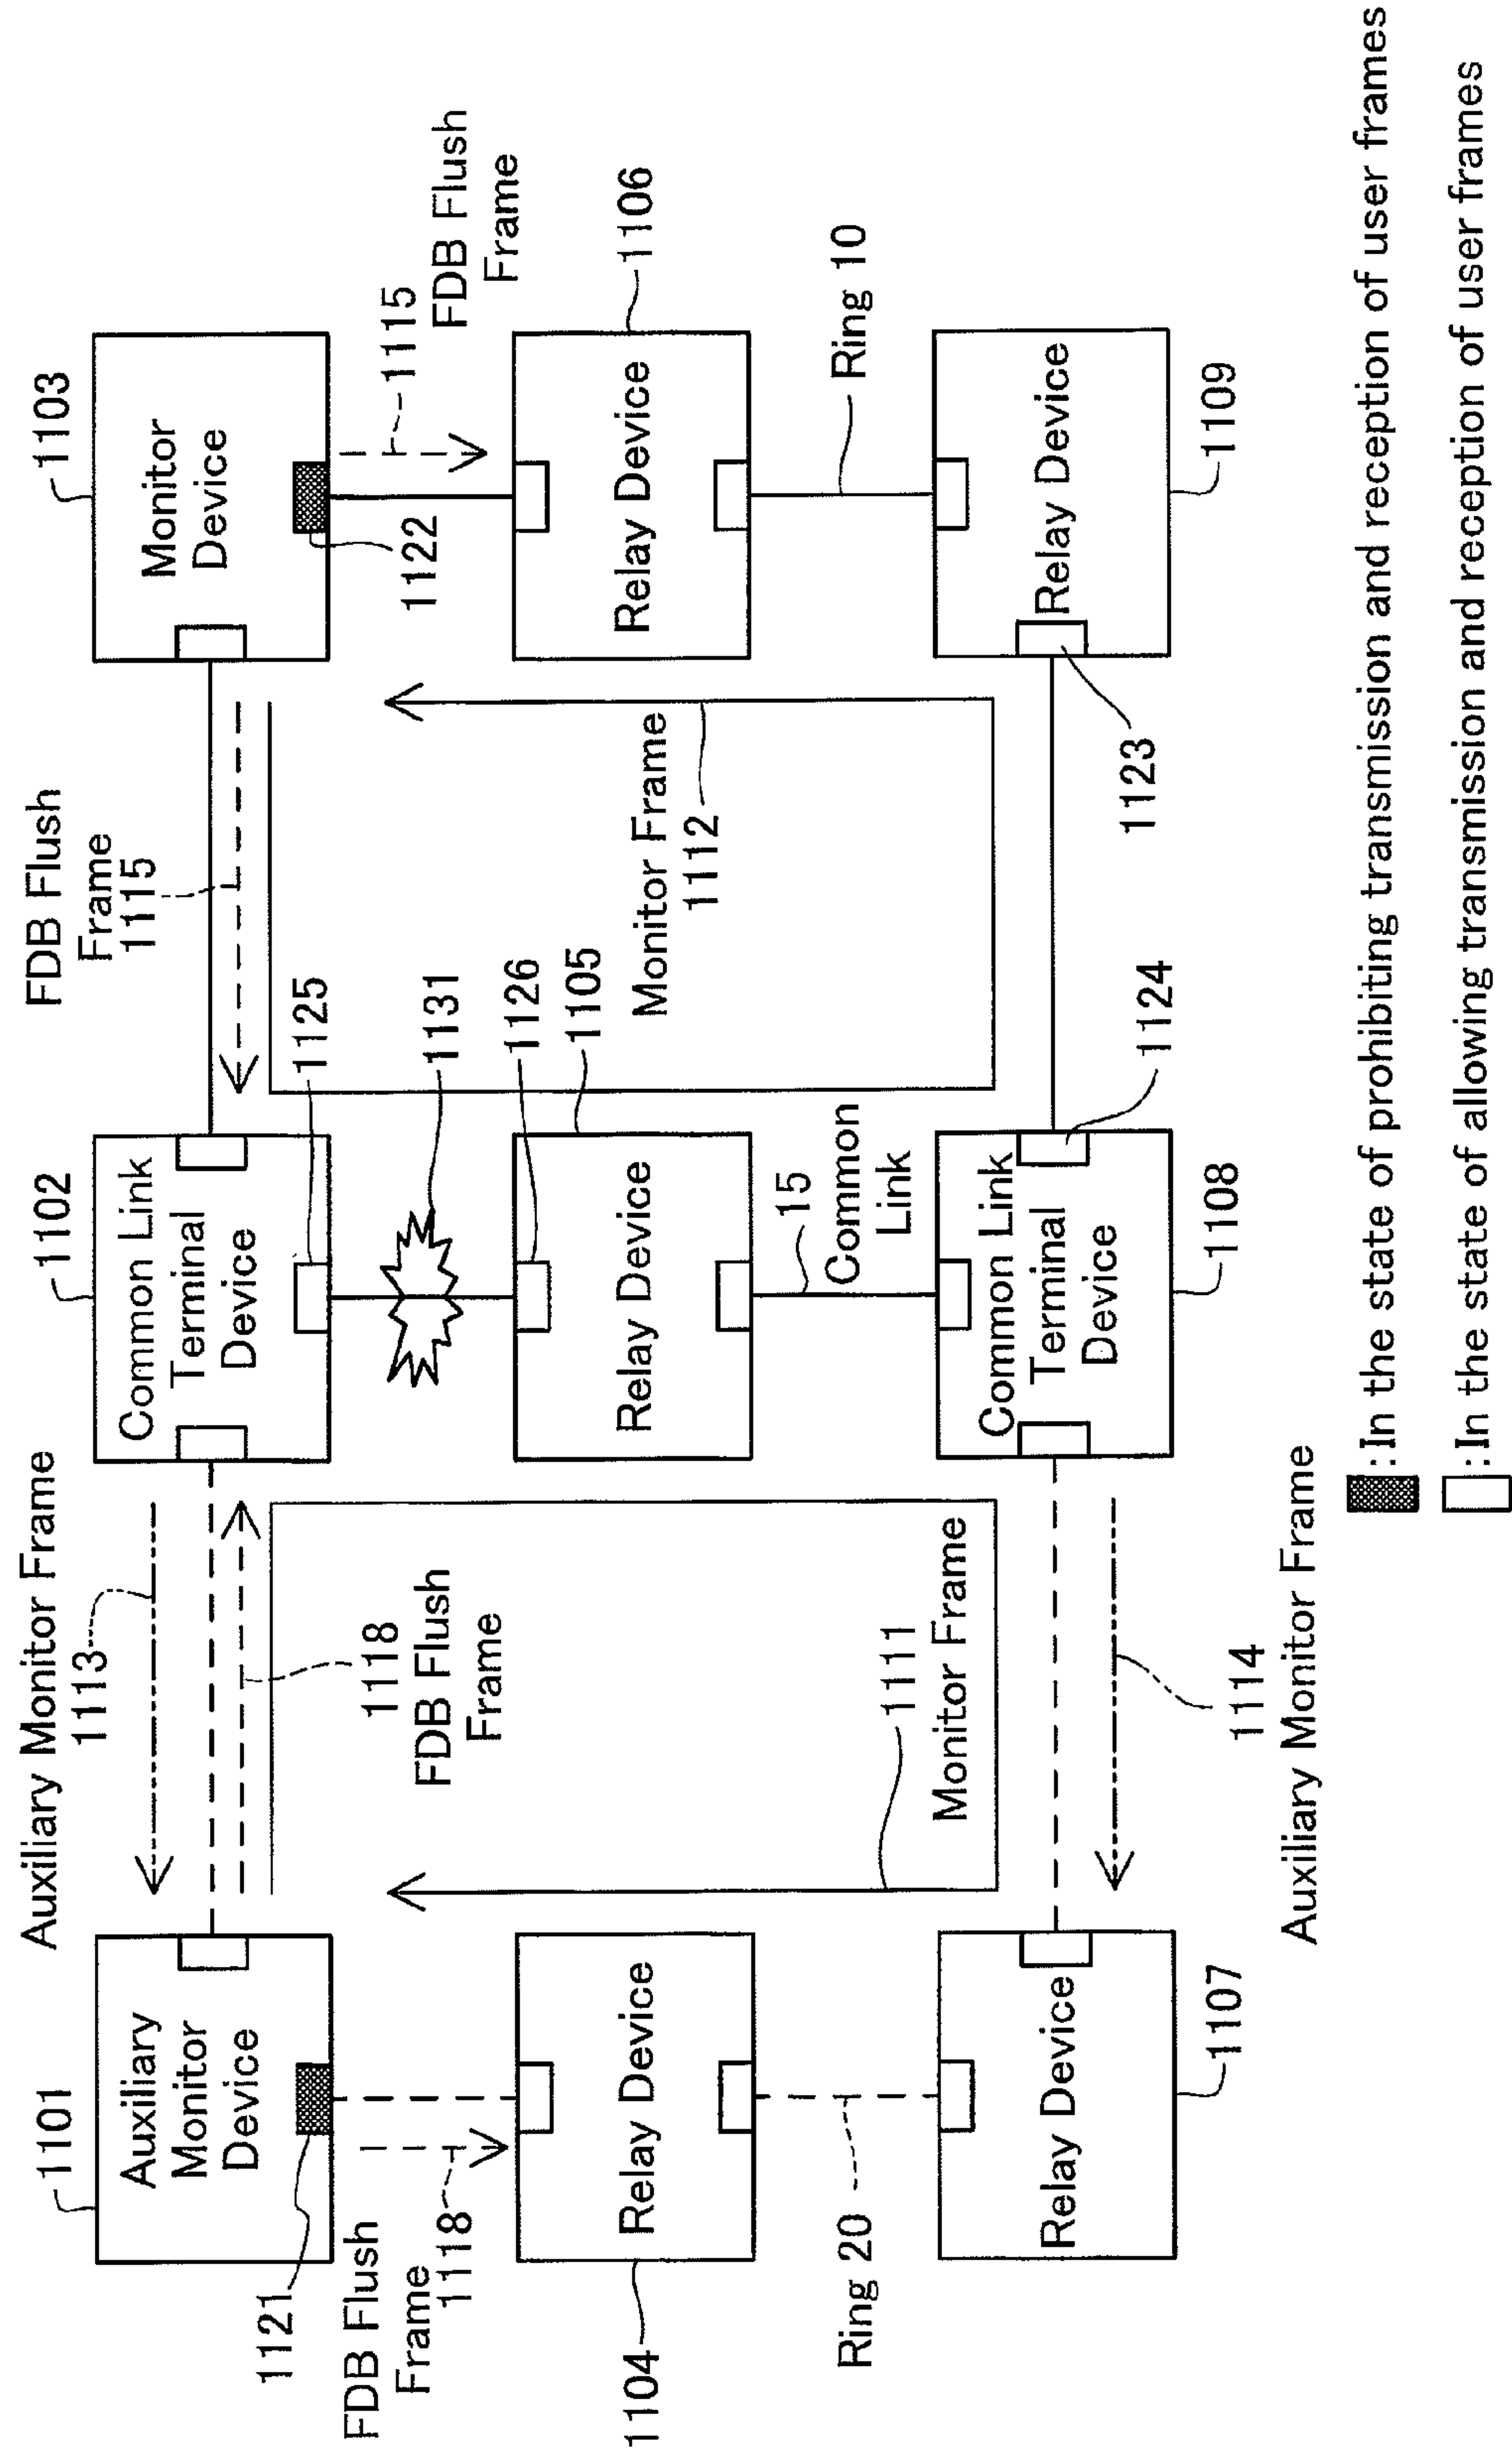 1101
Auxiliary
Monitor
Device
1121
Auxiliary Monitor Frame
1113
1118
FDB Flush
Frame
1102
Common Link
Terminal
Device
1125
1131
FDB Flush
Frame
1115
1103
Monitor
Device
1122
1115
FDB Flush
Frame
FDB Flush
Frame
1118
1104
Relay Device
1126
1105
Relay Device
Monitor Frame
1112
1106
Relay Device
Ring 20
1111
Monitor Frame
15
Common
Link
Ring 10
Relay Device
1107
1114
Auxiliary Monitor Frame
Common Link
Terminal
Device
1108
1124
1123
Relay Device
1109
:In the state of prohibiting transmission and reception of user frames
:In the state of allowing transmission and reception of user frames